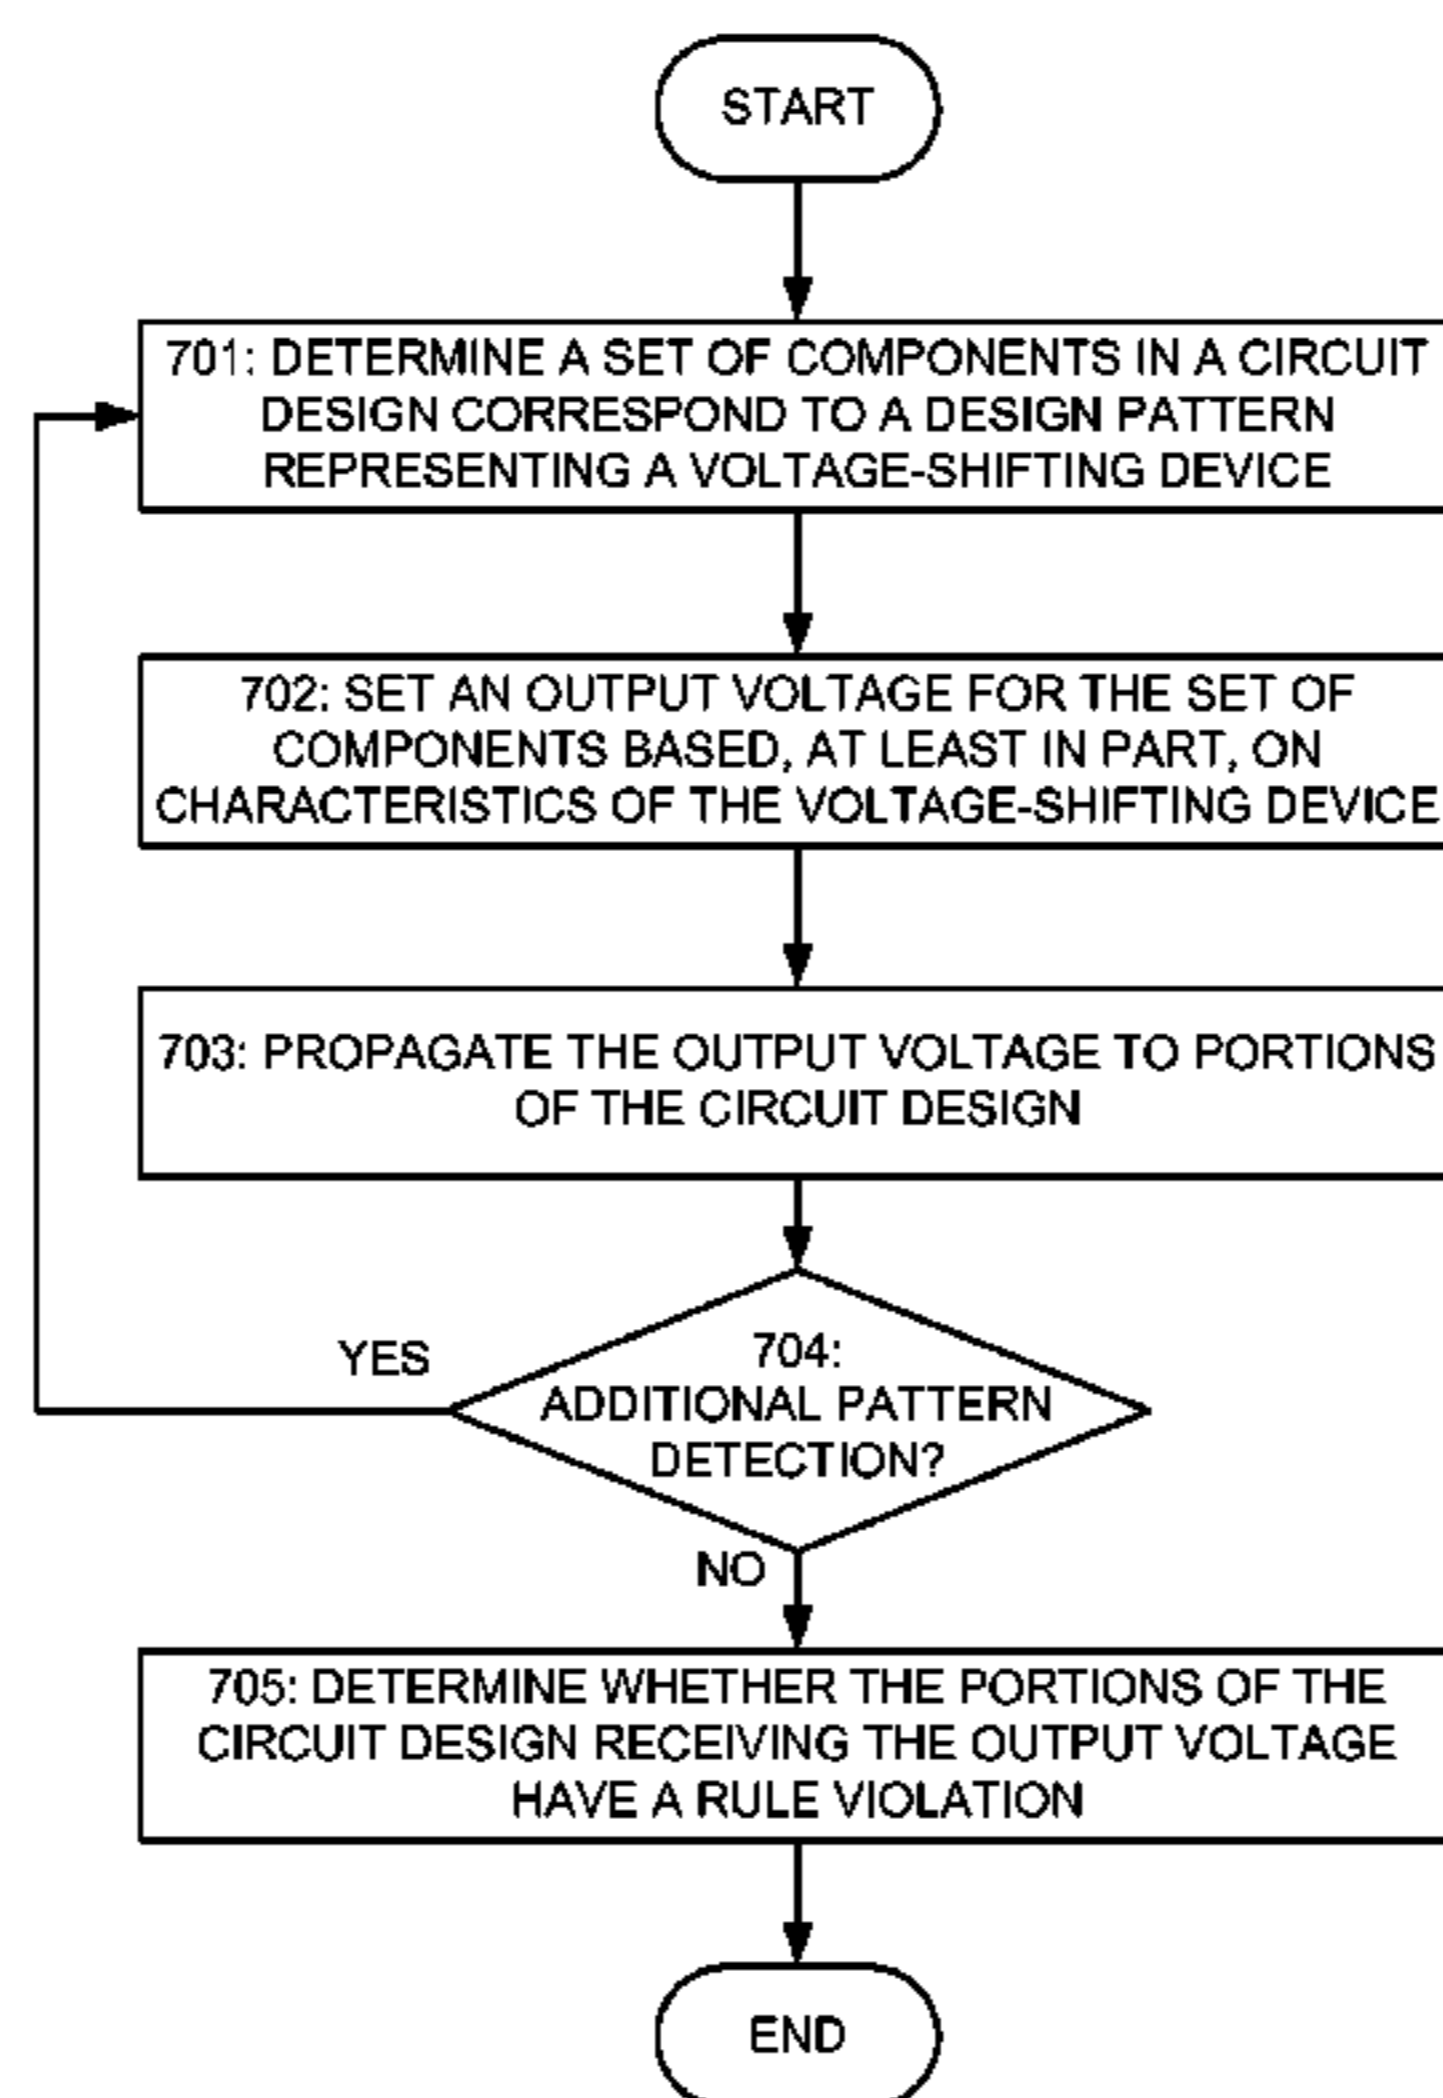 START
701: DETERMINE A SET OF COMPONENTS IN A CIRCUIT
DESIGN CORRESPOND TO A DESIGN PATTERN
REPRESENTING A VOLTAGE-SHIFTING DEVICE
702: SET AN OUTPUT VOLTAGE FOR THE SET OF
COMPONENTS BASED, AT LEAST IN PART, ON
CHARACTERISTICS OF THE VOLTAGE-SHIFTING DEVICE
703: PROPAGATE THE OUTPUT VOLTAGE TO PORTIONS
OF THE CIRCUIT DESIGN
YES
704:
ADDITIONAL PATTERN
DETECTION?
NO
705: DETERMINE WHETHER THE PORTIONS OF THE
CIRCUIT DESIGN RECEIVING THE OUTPUT VOLTAGE
HAVE A RULE VIOLATION
END